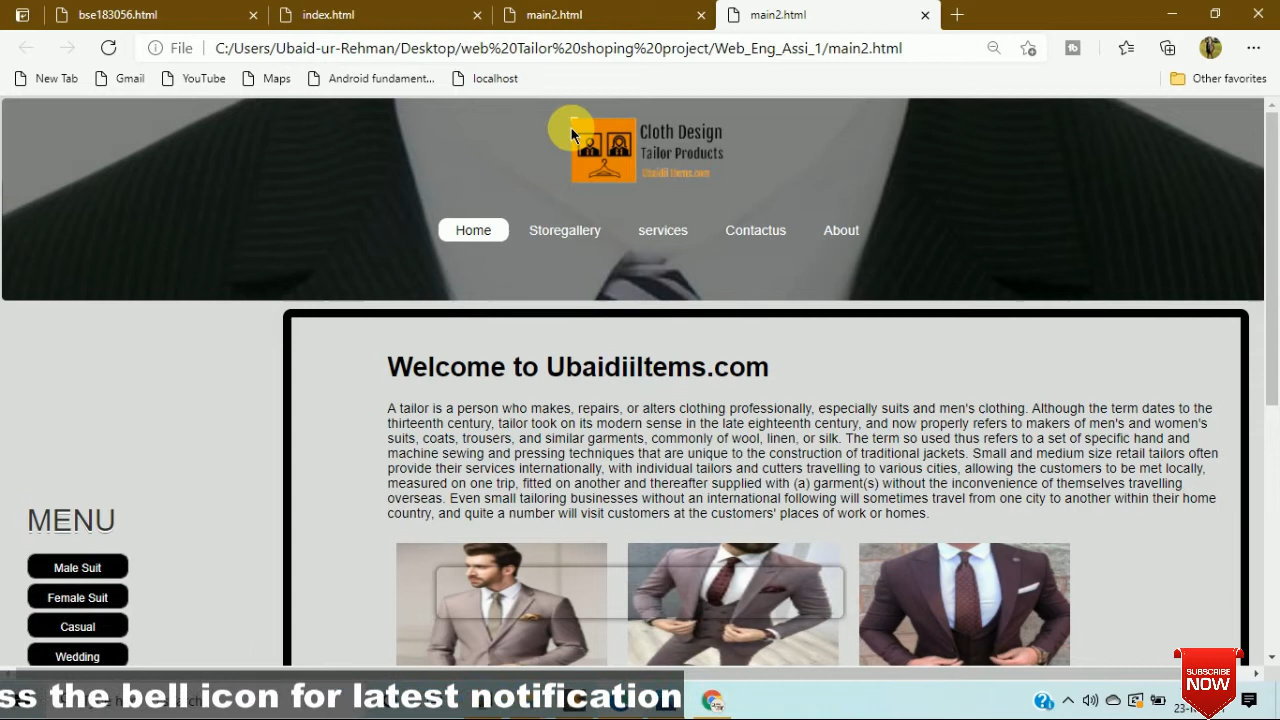 bse183056.html
index.html
main2.html
main2.html
File
C:/Users/Ubaid-ur-Rehman/Desktop/web%20Tailor%20shoping%20project/Web_Eng_Assi_1/main2.html
New Tab
Gmail
YouTube
Maps
Android fundament...
localhost
Other favorites
Cloth Design
Tailor Products
Ubaidii Items.com
Home
Storegallery
services
Contactus
About
Welcome to UbaidiiItems.com
A tailor is a person who makes, repairs, or alters clothing professionally, especially suits and men's clothing. Although the term dates to the
thirteenth century, tailor took on its modern sense in the late eighteenth century, and now properly refers to makers of men's and women's
suits, coats, trousers, and similar garments, commonly of wool, linen, or silk. The term so used thus refers to a set of specific hand and
machine sewing and pressing techniques that are unique to the construction of traditional jackets. Small and medium size retail tailors often
provide their services internationally, with individual tailors and cutters travelling to various cities, allowing the customers to be met locally,
measured on one trip, fitted on another and thereafter supplied with (a) garment(s) without the inconvenience of themselves travelling
overseas. Even small tailoring businesses without an international following will sometimes travel from one city to another within their home
country, and quite a number will visit customers at the customers' places of work or homes.
MENU
Male Suit
Female Suit
Casual
Wedding
ss the bell icon for latest notification
SUBSCRIBE
NOW